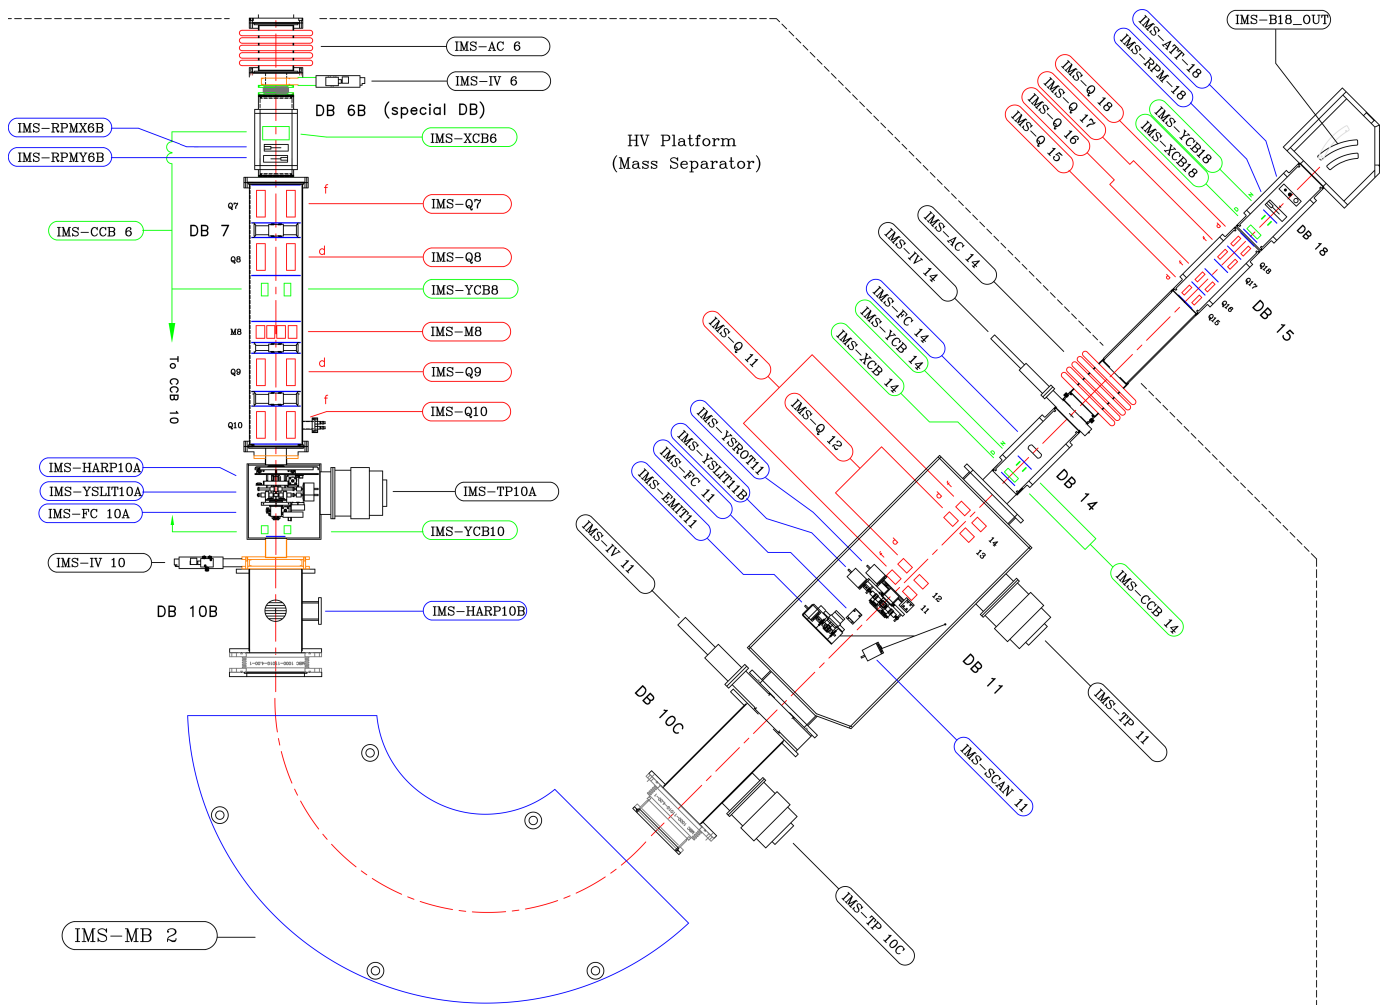 IMS-AC 6
IMS-IV 6
DB 6B (special DB)
IMS-RPMX6B
IMS-RPMY6B
IMS-XCB6
HV Platform
(Mass Separator)
IMS-CCB 6
DB 7
Q7
f
IMS-Q7
Q8
d
IMS-Q8
IMS-YCB8
M8
IMS-M8
To CCB 10
Q9
d
IMS-Q9
Q10
f
IMS-Q10
IMS-HARP10A
IMS-YSLIT10A
IMS-FC 10A
IMS-TP10A
IMS-YCB10
IMS-IV 10
DB 10B
IMS-HARP10B
IMS-MB 2
IMS-B18_OUT
IMS-ATT-18
IMS-RPM-18
IMS-YCB18
IMS-XCB18
IMS-Q 18
IMS-Q 17
IMS-Q 16
IMS-Q 15
DB 18
Q18
Q17
Q16
Q15
DB 15
IMS-AC 14
IMS-IV 14
IMS-FC 14
IMS-YCB 14
IMS-XCB 14
DB 14
IMS-CCB 14
IMS-Q 11
IMS-Q 12
IMS-YSROT11
IMS-YSLIT11B
IMS-FC 11
IMS-EMIT11
14
13
12
11
DB 11
IMS-TP 11
IMS-SCAN 11
IMS-IV 11
DB 10C
IMS-TP 10C